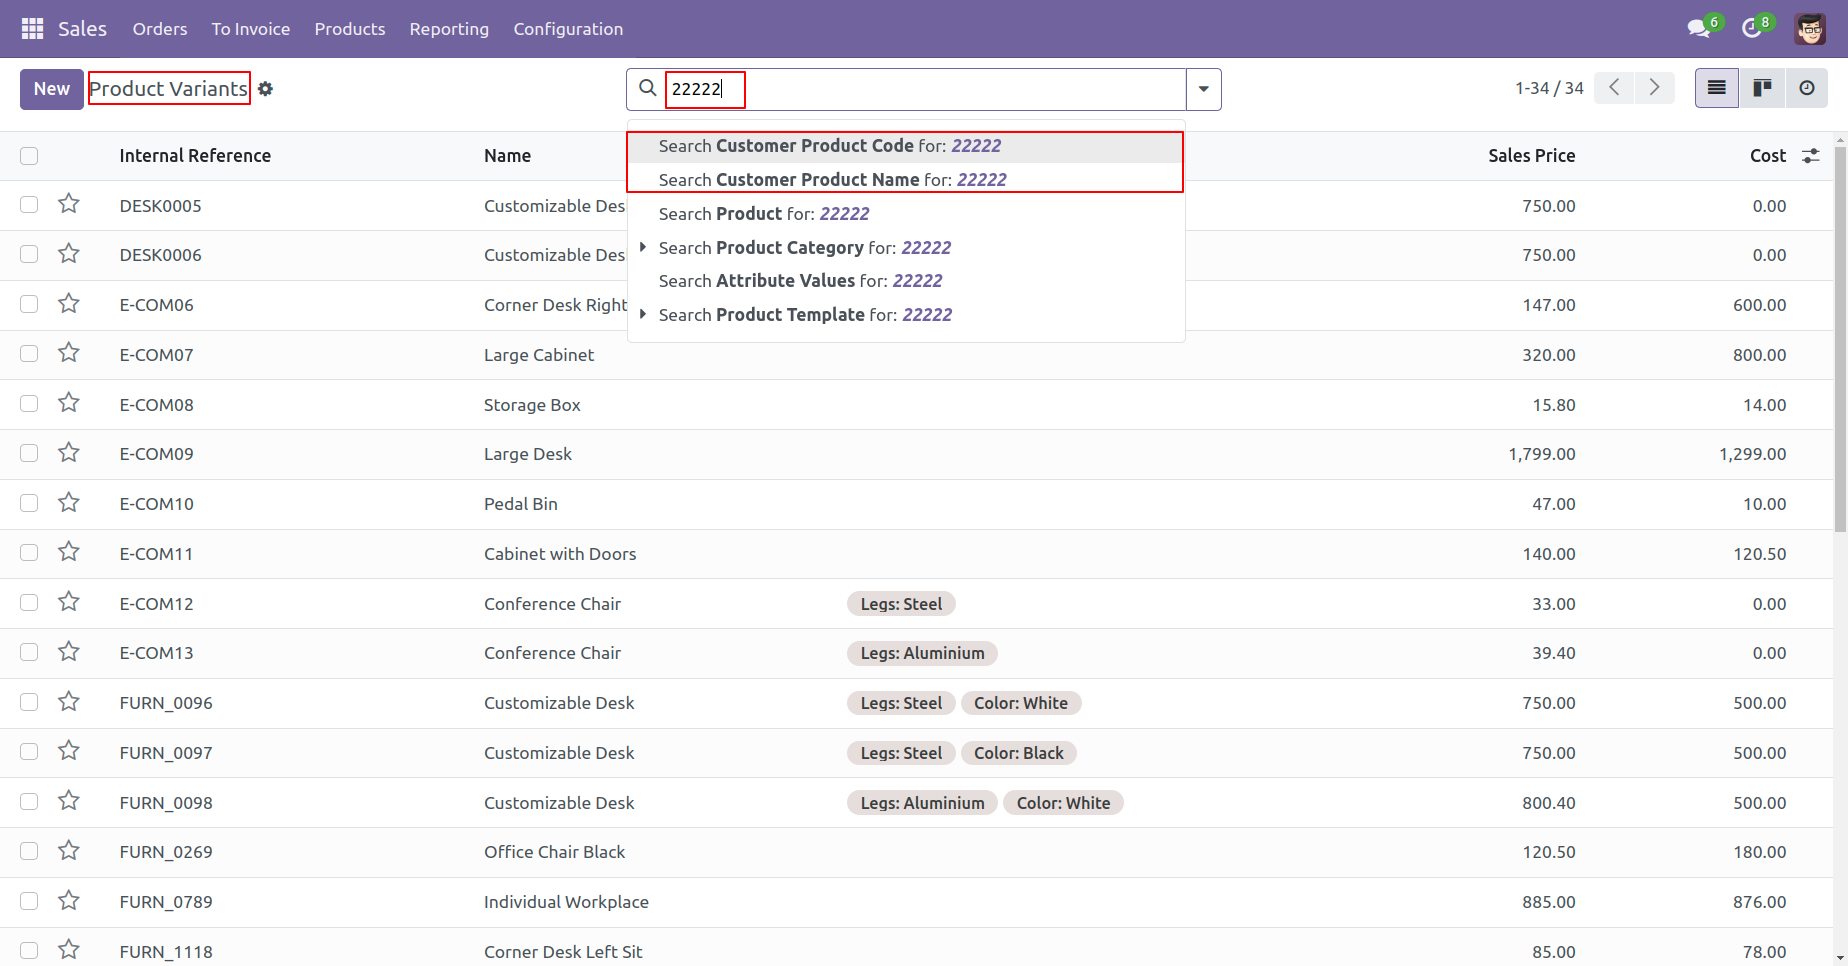 Sales Orders To Invoice Products Reporting Configuration 6 8
New Product Variants 22222 1-34 / 34
Search Customer Product Code for: 22222
Search Customer Product Name for: 22222
Search Product for: 22222
Search Product Category for: 22222
Search Attribute Values for: 22222
Search Product Template for: 22222
Internal Reference Name Sales Price Cost
DESK0005 Customizable Des 750.00 0.00
DESK0006 Customizable Des 750.00 0.00
E-COM06 Corner Desk Right 147.00 600.00
E-COM07 Large Cabinet 320.00 800.00
E-COM08 Storage Box 15.80 14.00
E-COM09 Large Desk 1,799.00 1,299.00
E-COM10 Pedal Bin 47.00 10.00
E-COM11 Cabinet with Doors 140.00 120.50
E-COM12 Conference Chair Legs: Steel 33.00 0.00
E-COM13 Conference Chair Legs: Aluminium 39.40 0.00
FURN_0096 Customizable Desk Legs: Steel Color: White 750.00 500.00
FURN_0097 Customizable Desk Legs: Steel Color: Black 750.00 500.00
FURN_0098 Customizable Desk Legs: Aluminium Color: White 800.40 500.00
FURN_0269 Office Chair Black 120.50 180.00
FURN_0789 Individual Workplace 885.00 876.00
FURN_1118 Corner Desk Left Sit 85.00 78.00